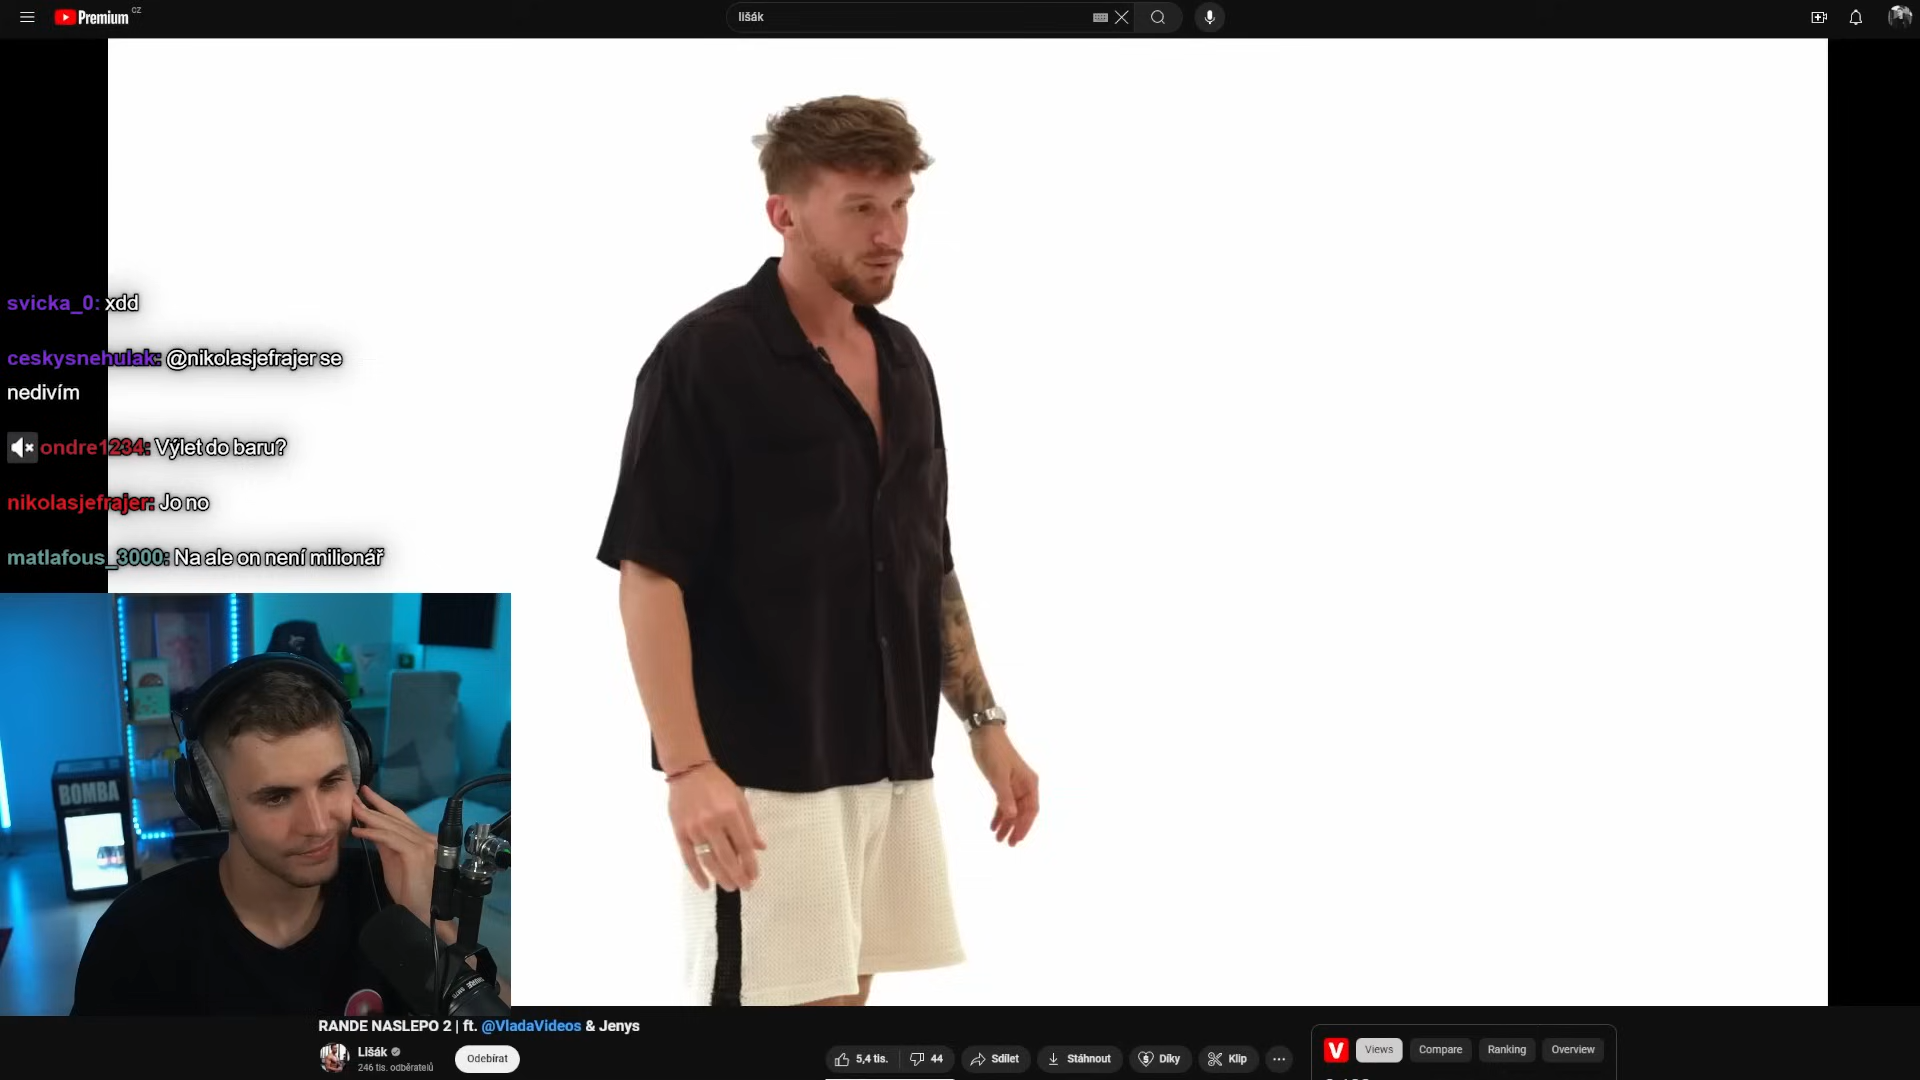 Premium CZ
lišák
svicka_0: xdd
ceskysnehulak: @nikolasjefrajer se
nedivím
ondre1234: Výlet do baru?
nikolasjefrajer: Jo no
matlafous_3000: Na ale on není milionář
BOMBA
RANDE NASLEPO 2 | ft. @VladaVideos & Jenys
Lišák
246 tis. odběratelů
Odebírat
5,4 tis.
44
Sdílet
Stáhnout
Díky
Klip
Views
Compare
Ranking
Overview